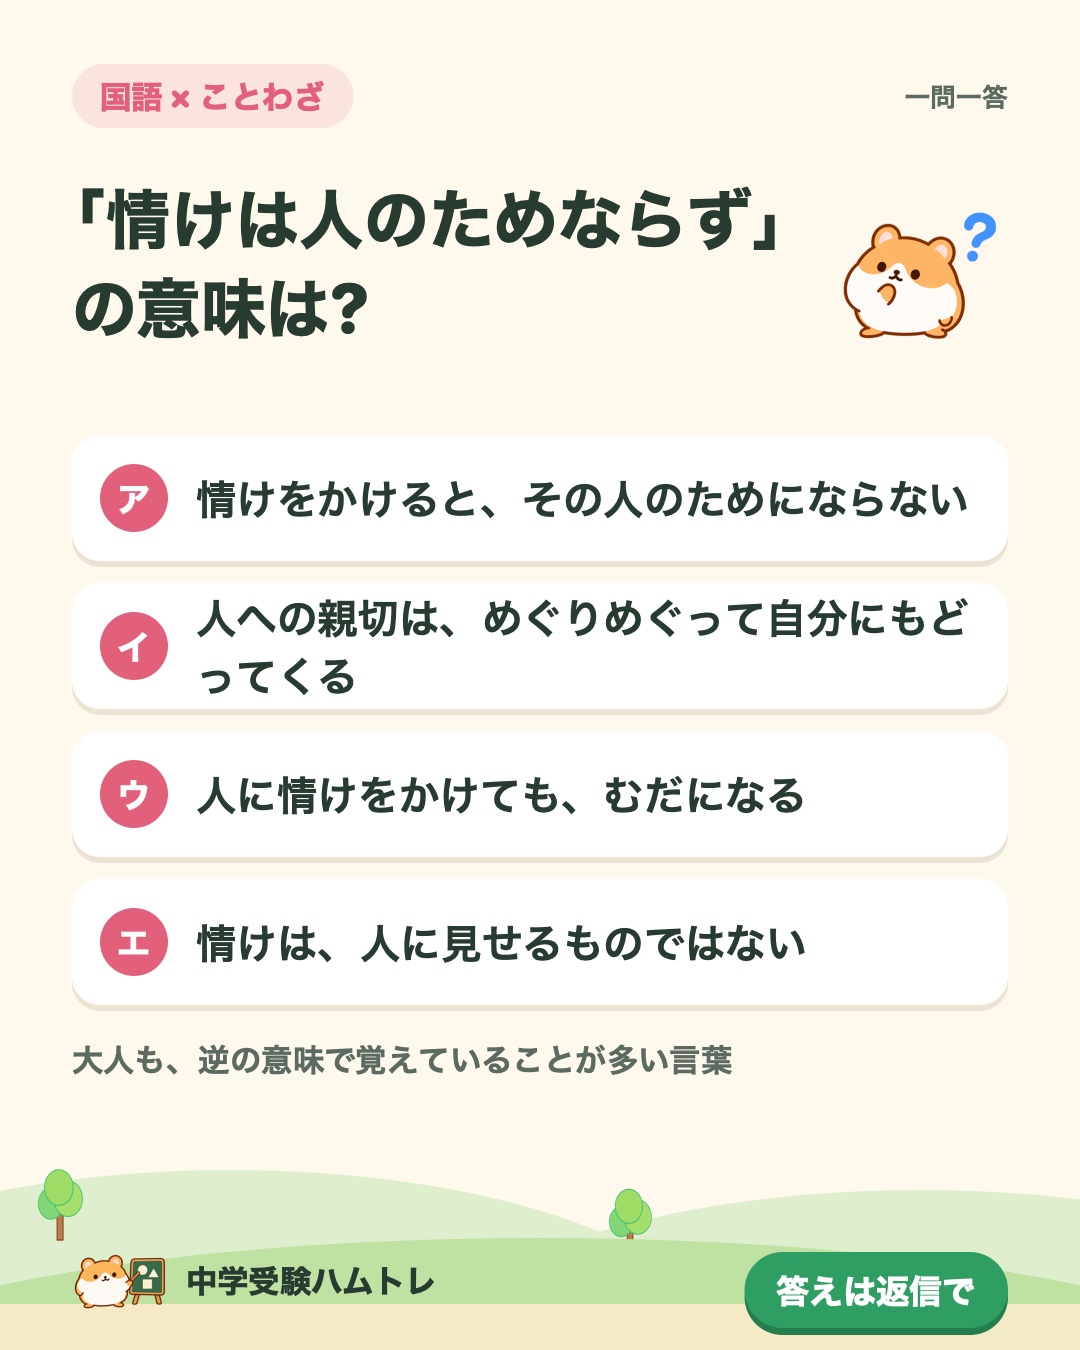 国語 × ことわざ
一問一答
「情けは人のためならず」
の意味は?
ア 情けをかけると、その人のためにならない
イ 人への親切は、めぐりめぐって自分にもど
ってくる
ウ 人に情けをかけても、むだになる
エ 情けは、人に見せるものではない
大人も、逆の意味で覚えていることが多い言葉
中学受験ハムトレ
答えは返信で